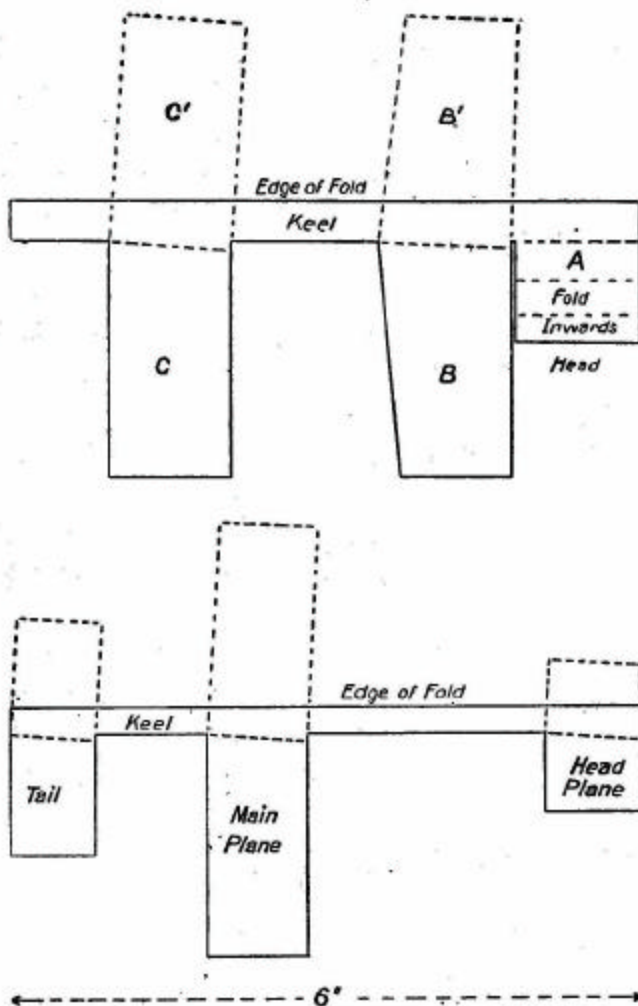 C'
B'
Edge of Fold
Keel
A
Fold
Inwards
Head
C
B
Edge of Fold
Keel
Tail
Main
Plane
Head
Plane
6"